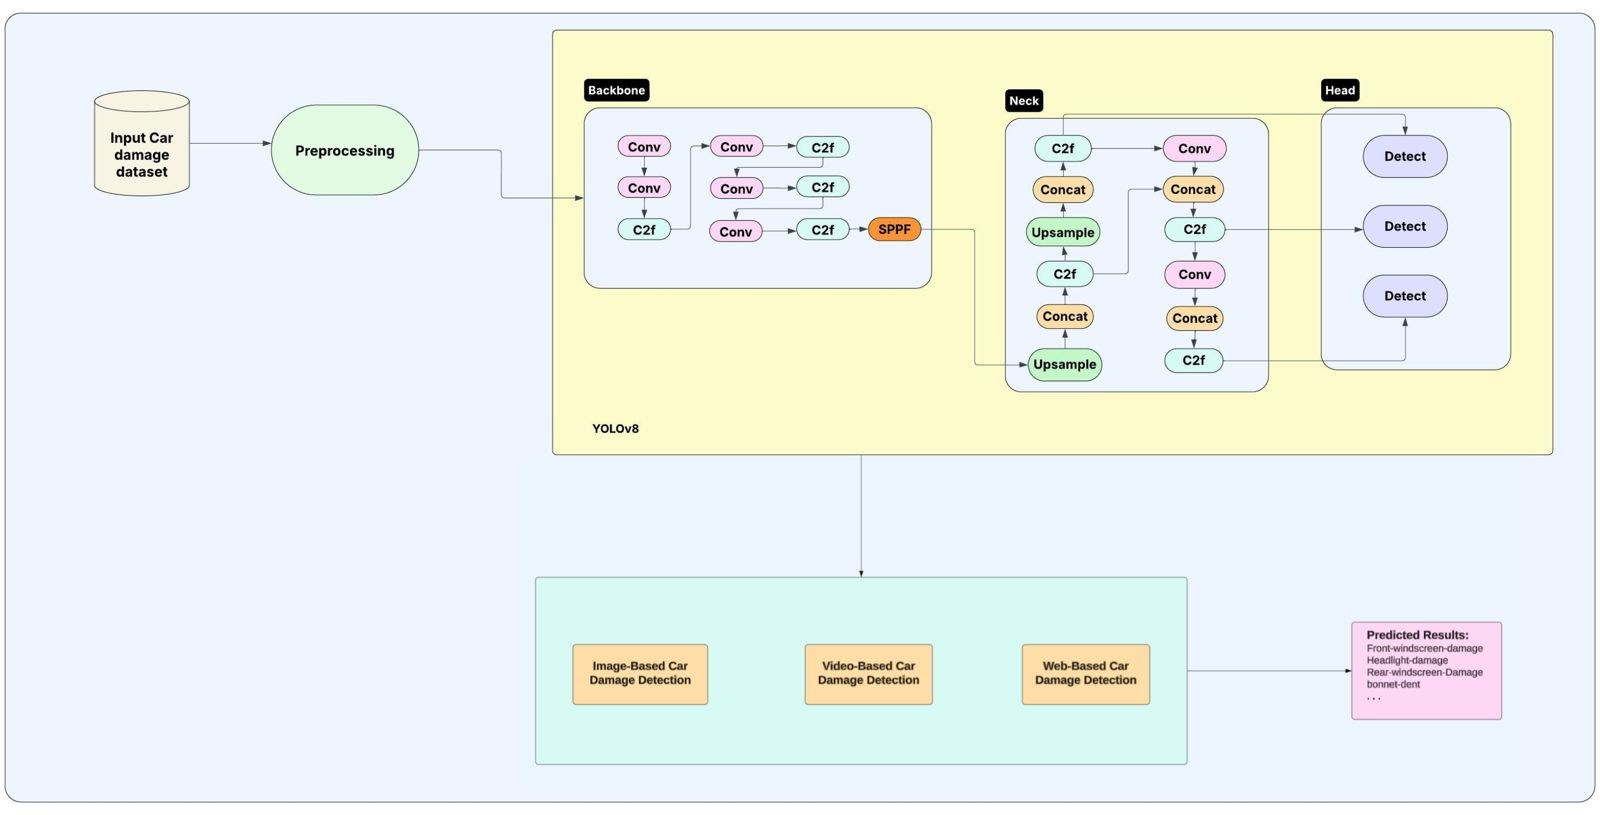 Input Car
damage
dataset
Preprocessing
Backbone
Conv
Conv
C2f
Conv
C2f
Conv
C2f
Conv
C2f
SPPF
Neck
C2f
Concat
Upsample
C2f
Concat
Upsample
Conv
Concat
C2f
Conv
Concat
C2f
Head
Detect
Detect
Detect
YOLOv8
Image-Based Car
Damage Detection
Video-Based Car
Damage Detection
Web-Based Car
Damage Detection
Predicted Results:
Front-windscreen-damage
Headlight-damage
Rear-windscreen-Damage
bonnet-dent
. . .